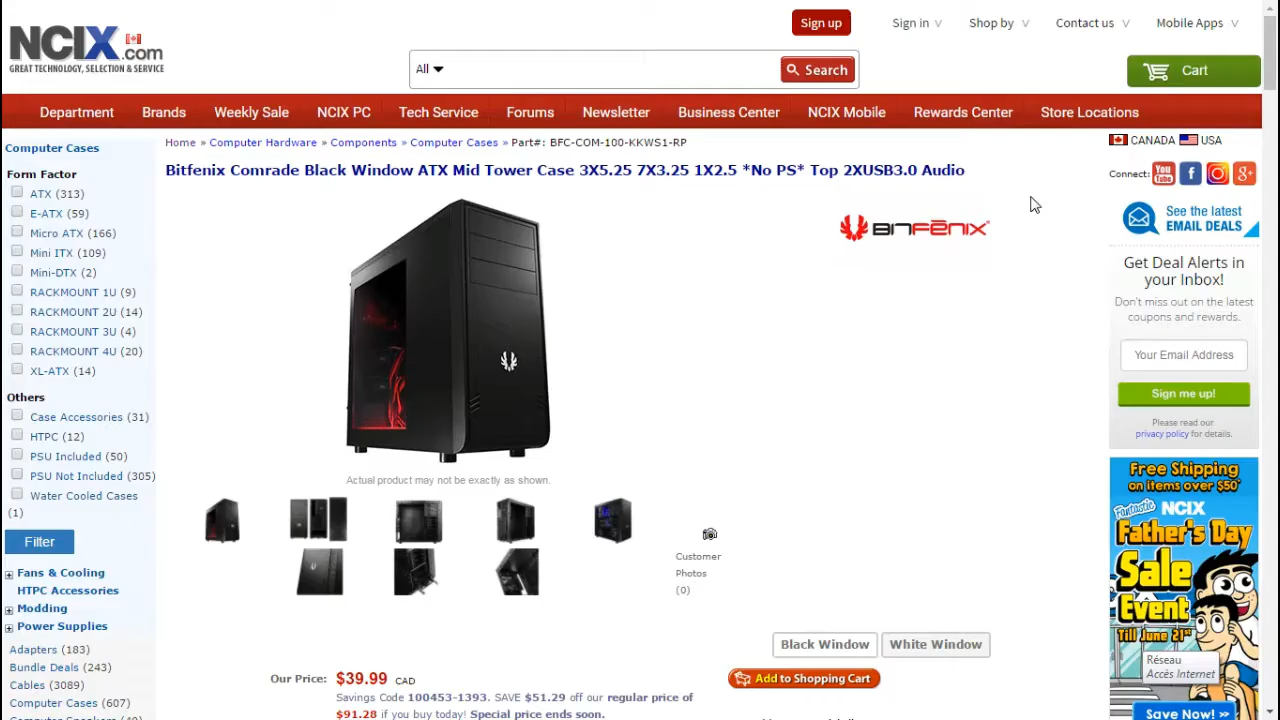 NCIX.com
GREAT TECHNOLOGY, SELECTION & SERVICE
Sign up
Sign in
Shop by
Contact us
Mobile Apps
All
Search
Cart
Department
Brands
Weekly Sale
NCIX PC
Tech Service
Forums
Newsletter
Business Center
NCIX Mobile
Rewards Center
Store Locations
Home » Computer Hardware » Components » Computer Cases » Part#: BFC-COM-100-KKWS1-RP
Bitfenix Comrade Black Window ATX Mid Tower Case 3X5.25 7X3.25 1X2.5 *No PS* Top 2XUSB3.0 Audio
Computer Cases
Form Factor
ATX (313)
E-ATX (59)
Micro ATX (166)
Mini ITX (109)
Mini-DTX (2)
RACKMOUNT 1U (9)
RACKMOUNT 2U (14)
RACKMOUNT 3U (4)
RACKMOUNT 4U (20)
XL-ATX (14)
Others
Case Accessories (31)
HTPC (12)
PSU Included (50)
PSU Not Included (305)
Water Cooled Cases
(1)
Filter
Fans & Cooling
HTPC Accessories
Modding
Power Supplies
Adapters (183)
Bundle Deals (243)
Cables (3089)
Computer Cases (607)
BITFENIX
Actual product may not be exactly as shown.
Customer
Photos
(0)
Black Window
White Window
Our Price: $39.99 CAD
Add to Shopping Cart
Savings Code 100453-1393. SAVE $51.29 off our regular price of
$91.28 if you buy today! Special price ends soon.
CANADA USA
Connect: You Tube f g+
See the latest
EMAIL DEALS
Get Deal Alerts in
your Inbox!
Don't miss out on the latest
coupons and rewards.
Your Email Address
Sign me up!
Please read our
privacy policy for details.
Free Shipping
on items over $50*
Fantastic NCIX
Father's Day
Sale
Event
Till June 21st
Réseau
Accès Internet
Save Now! »